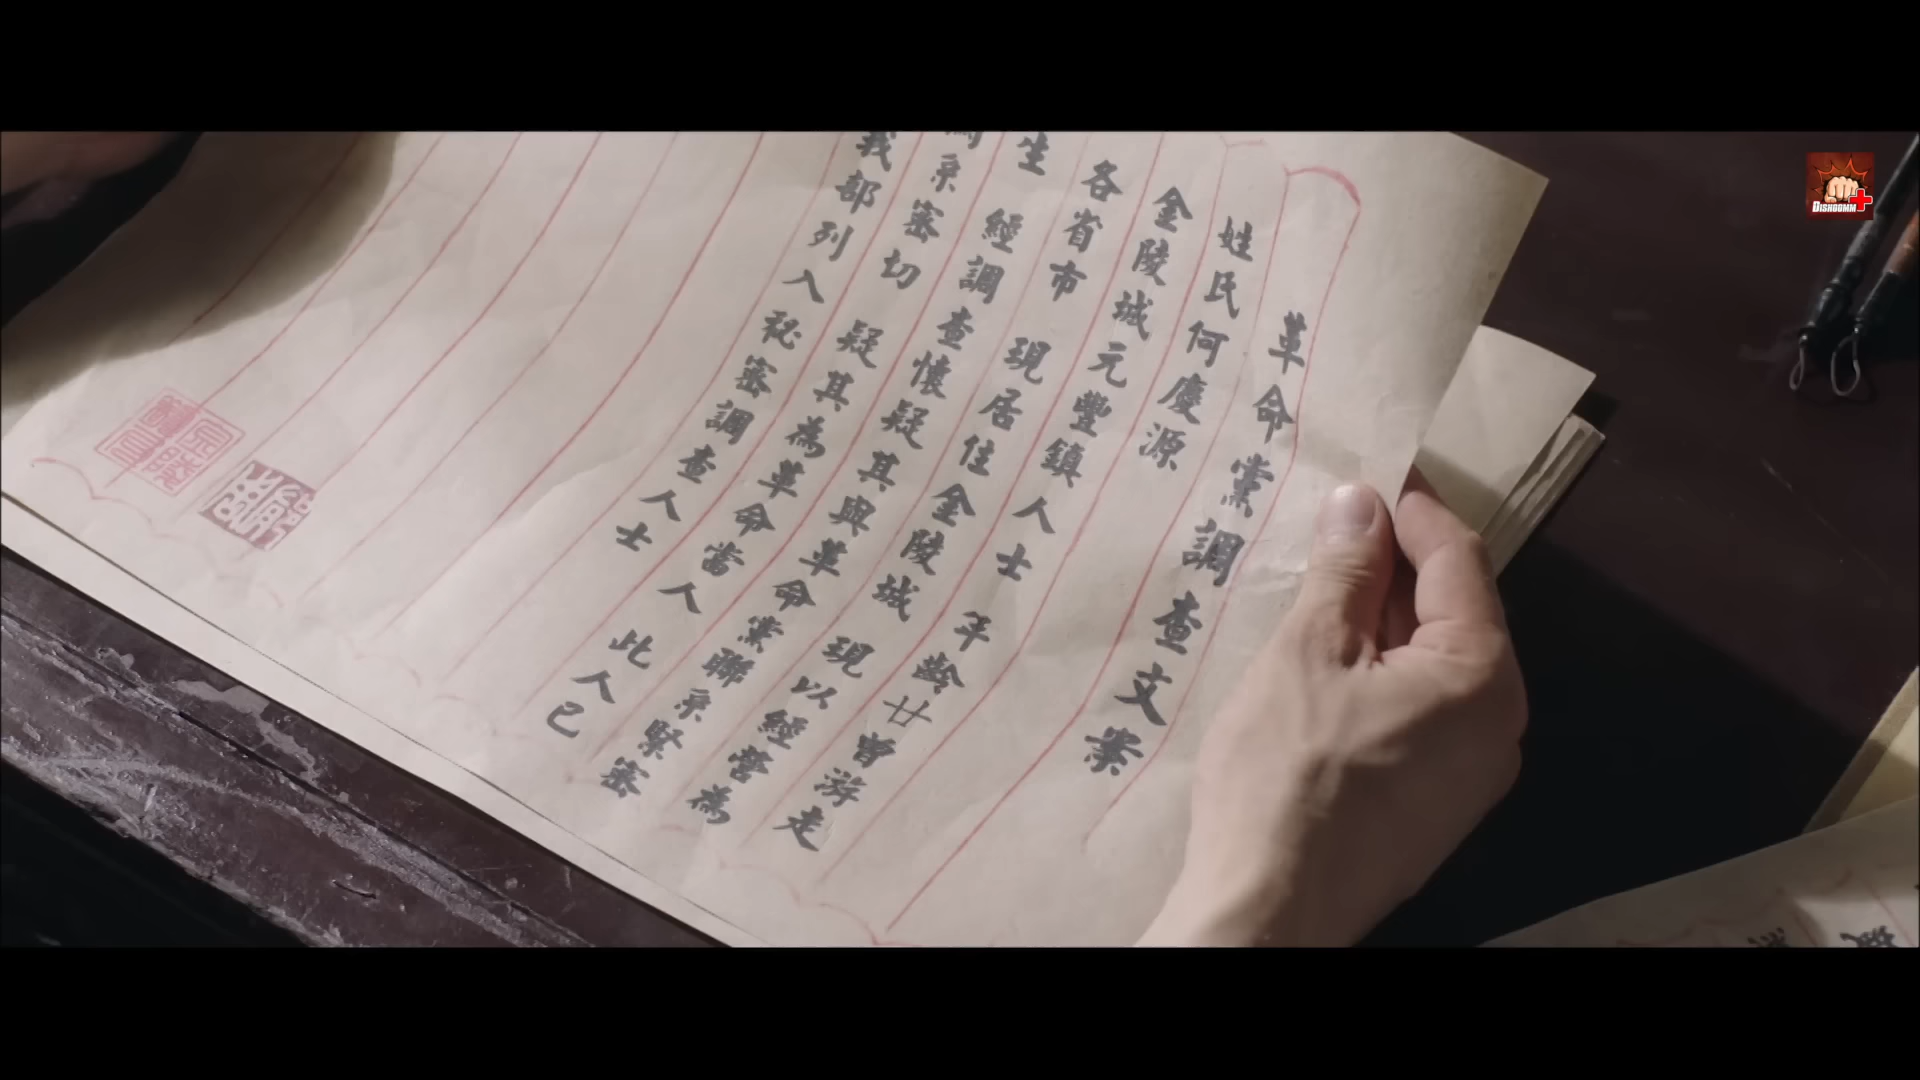 革命黨調查文案
姓氏何慶源
金陵城元豐鎮人士 年齡廿 曾游走
各省市 現居住金陵城 現以經營為
生 經調查懷疑其與革命黨聯系緊密
系密切 疑其為革命當人 此人已
我部列入秘密調查人士
DISHOOMM+